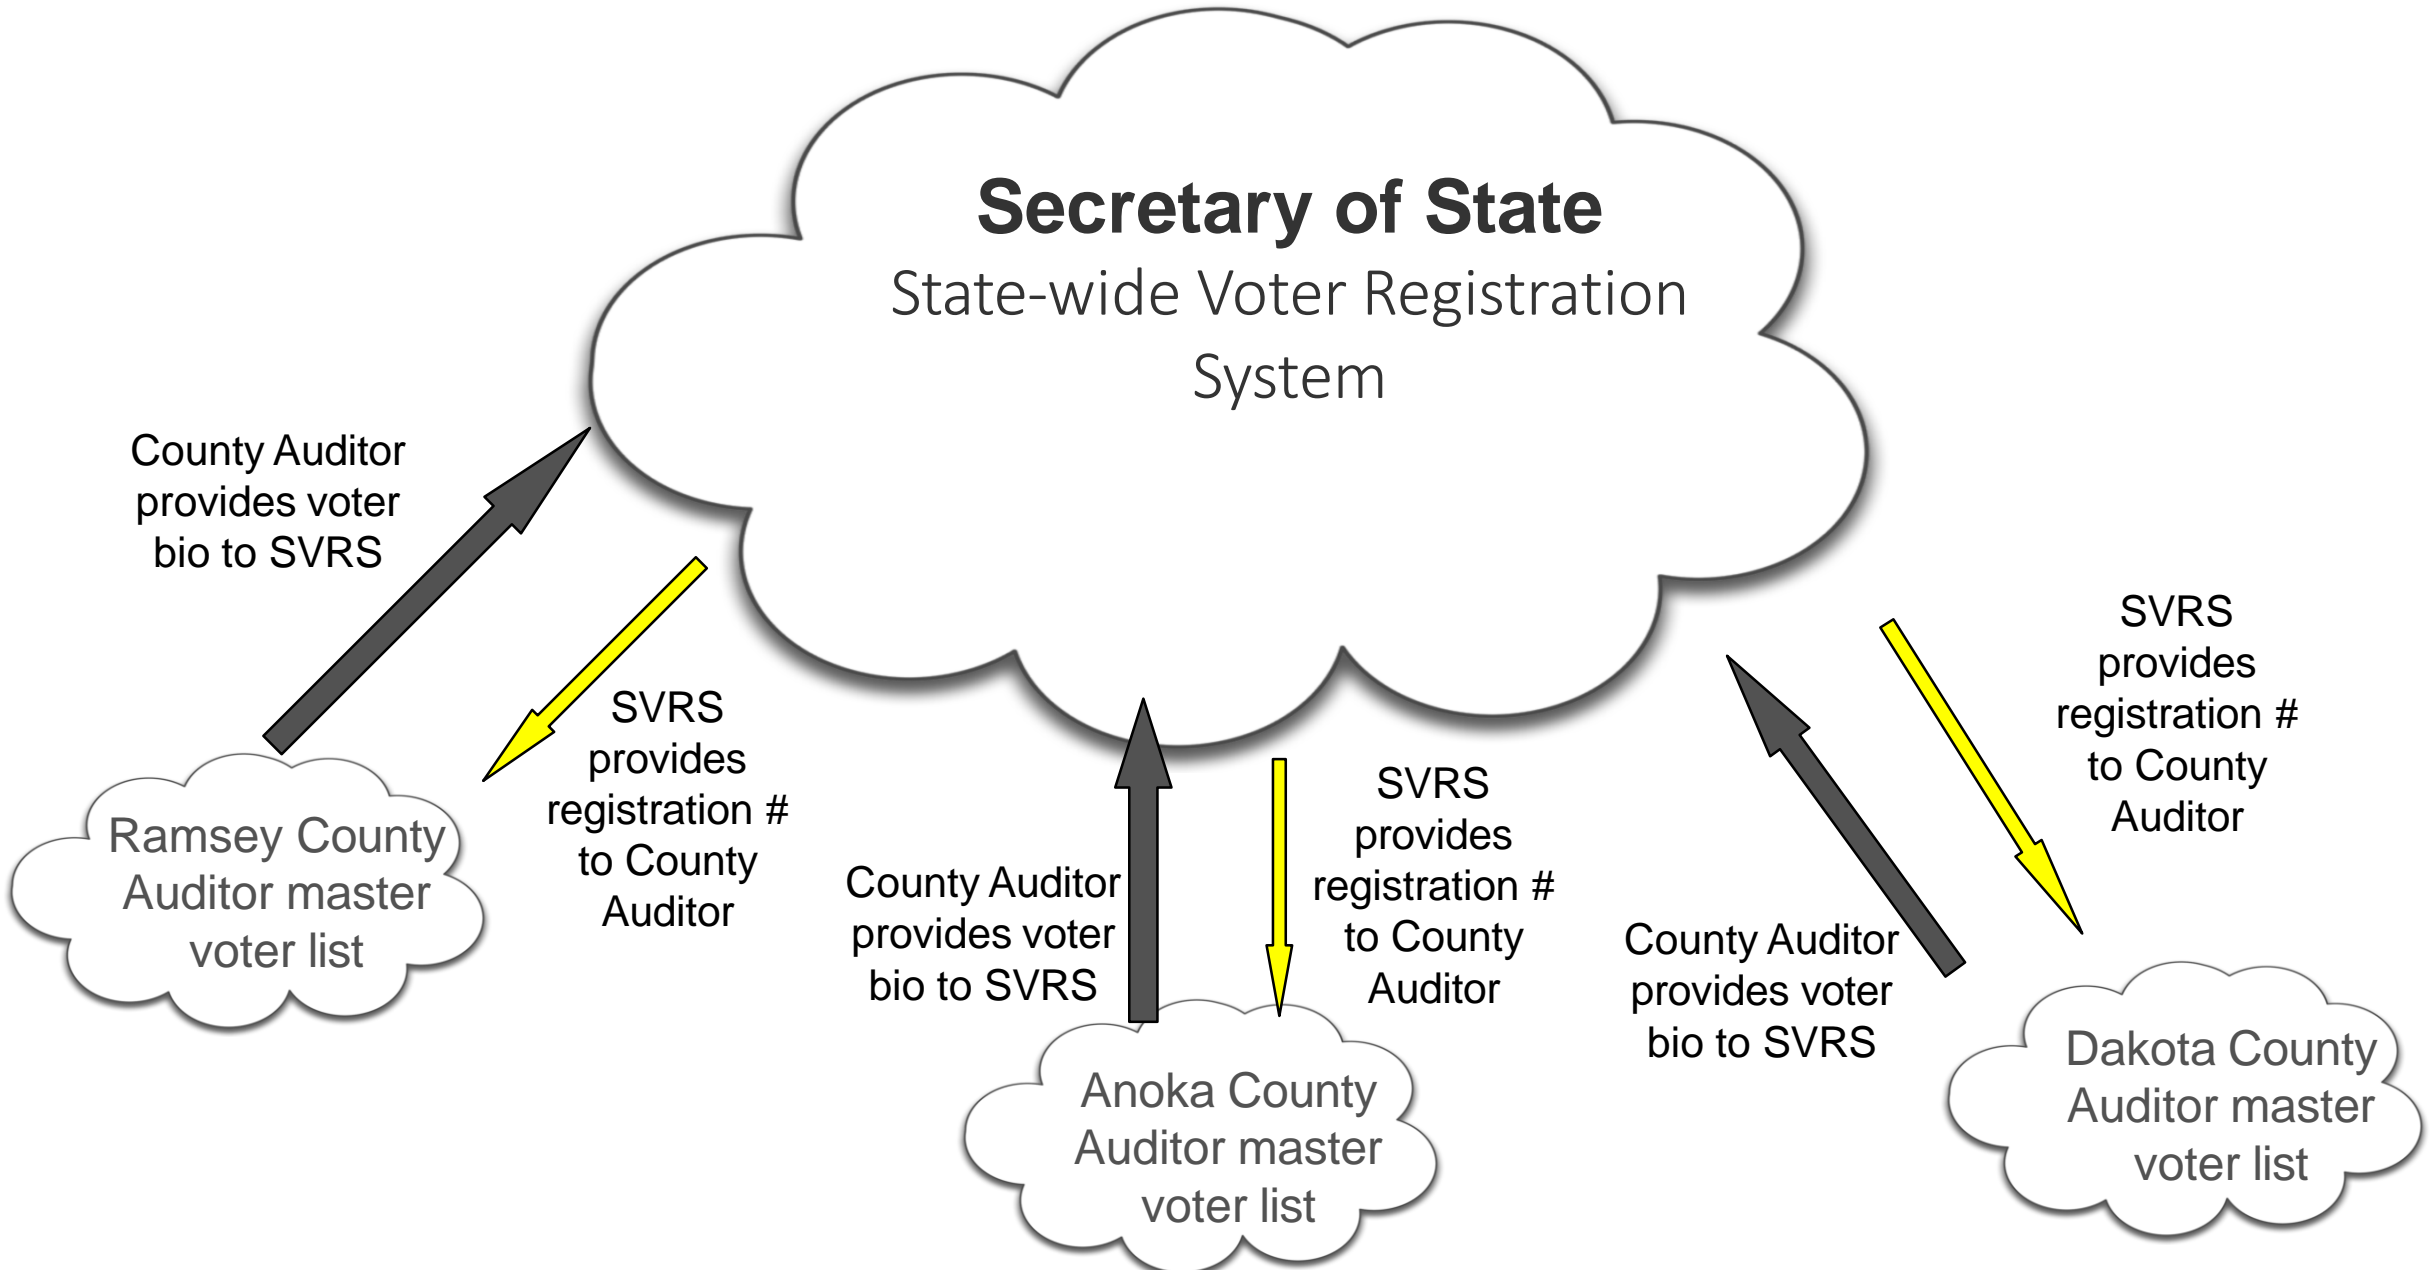 Secretary of State
State-wide Voter Registration
System
County Auditor
provides voter
bio to SVRS
SVRS
provides
registration #
to County
Auditor
Ramsey County
Auditor master
voter list
County Auditor
provides voter
bio to SVRS
SVRS
provides
registration #
to County
Auditor
Anoka County
Auditor master
voter list
County Auditor
provides voter
bio to SVRS
SVRS
provides
registration #
to County
Auditor
Dakota County
Auditor master
voter list